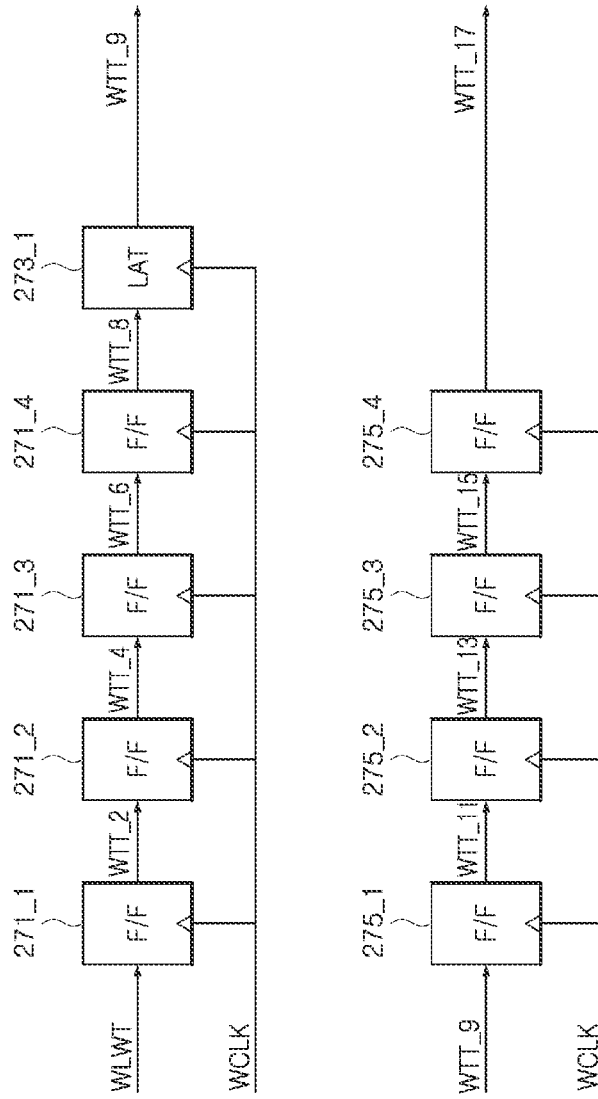 271_1 271_2 271_3 271_4 273_1
WLWT F/F WTT_2 F/F WTT_4 F/F WTT_6 F/F WTT_8 LAT WTT_9
WCLK
275_1 275_2 275_3 275_4
WTT_9 F/F WTT_11 F/F WTT_13 F/F WTT_15 F/F WTT_17
WCLK